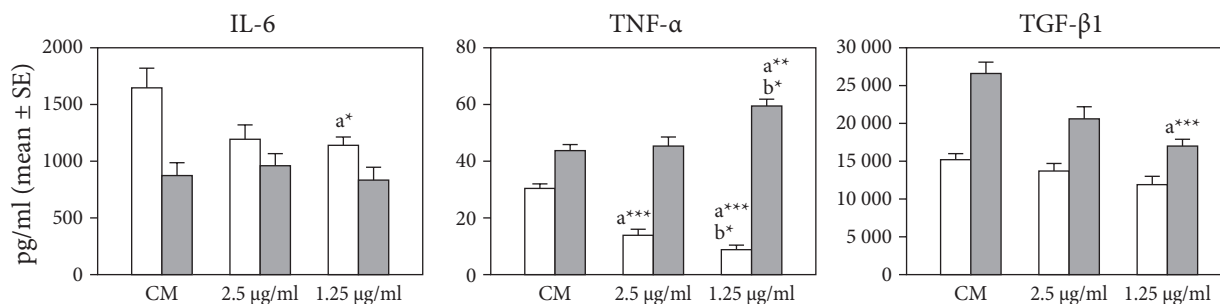 IL-6
pg/ml (mean ± SE)
2000
1500
1000
500
0
a*
CM
2.5 μg/ml
1.25 μg/ml
TNF-α
80
60
40
20
0
a***
a***
b*
a**
b*
CM
2.5 μg/ml
1.25 μg/ml
TGF-β1
30 000
25 000
20 000
15 000
10 000
5 000
0
a***
CM
2.5 μg/ml
1.25 μg/ml